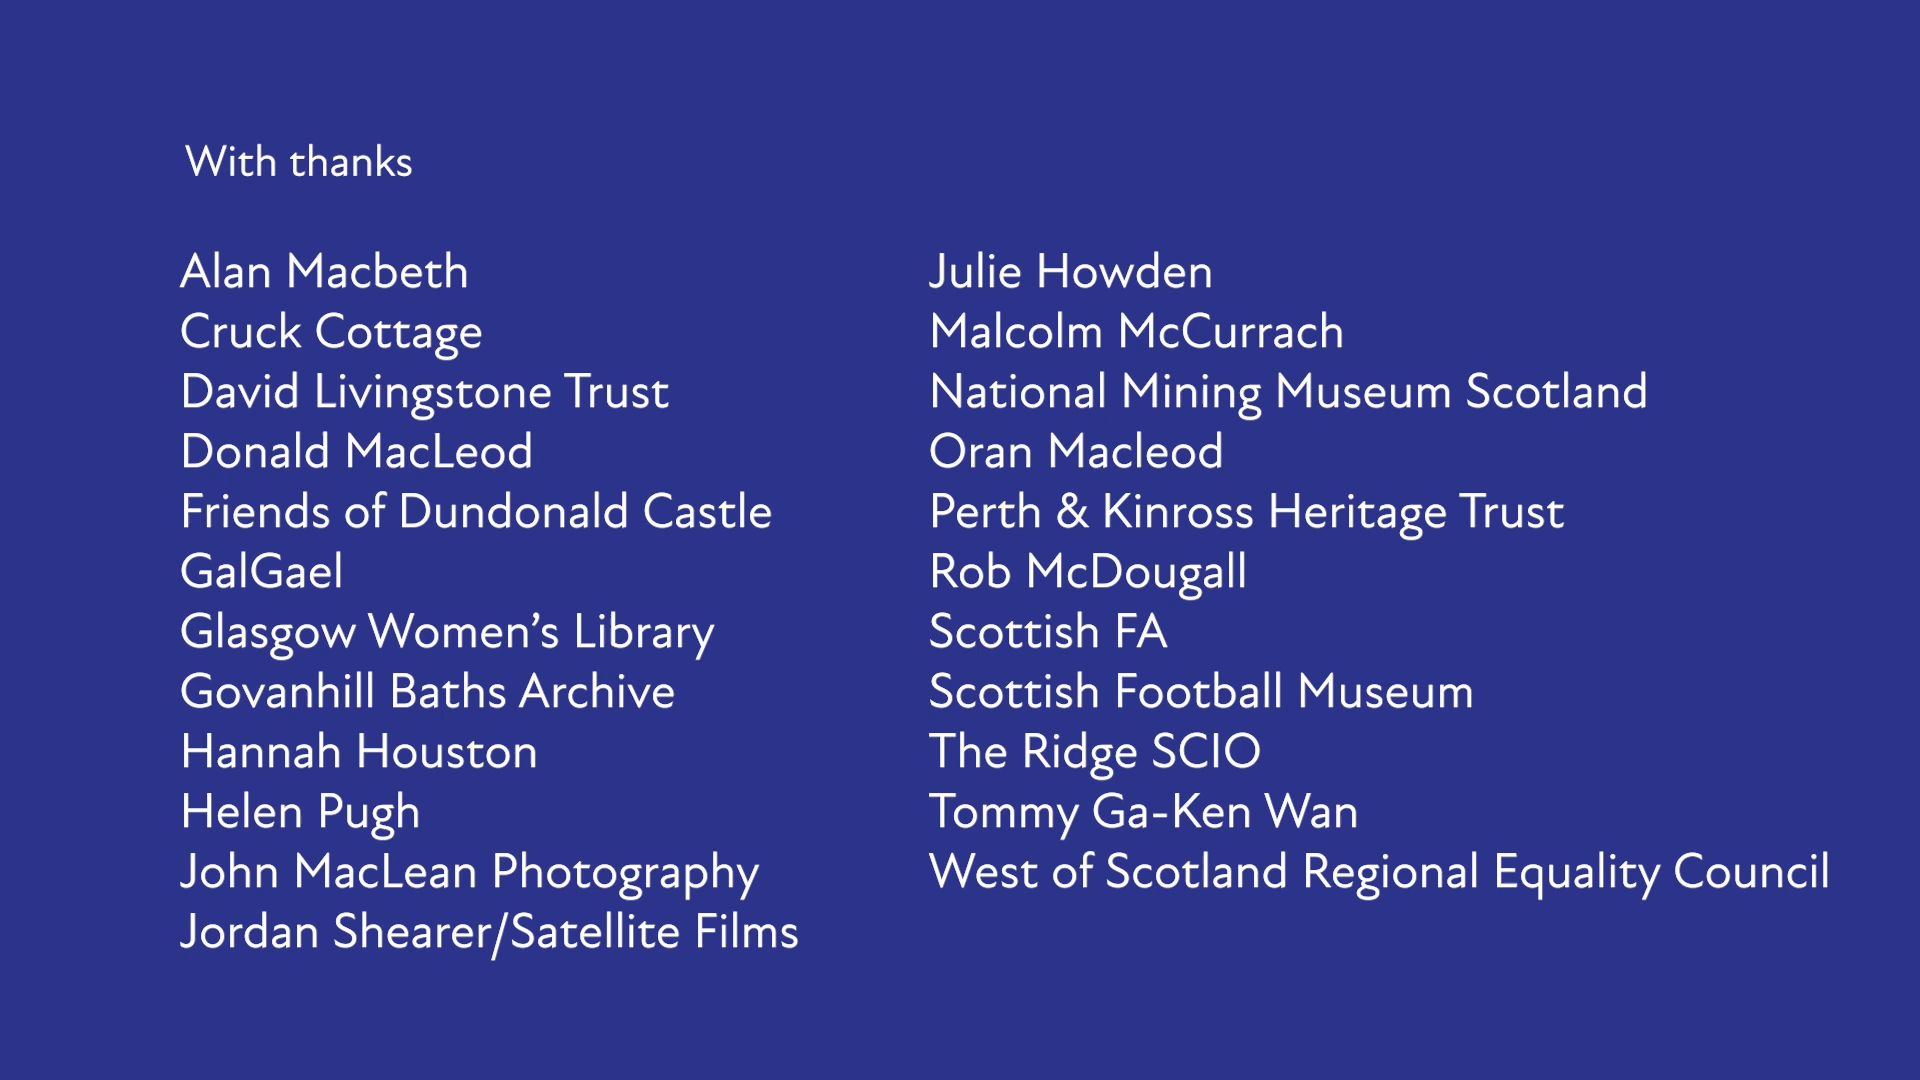 With thanks
Alan Macbeth
Cruck Cottage
David Livingstone Trust
Donald MacLeod
Friends of Dundonald Castle
GalGael
Glasgow Women’s Library
Govanhill Baths Archive
Hannah Houston
Helen Pugh
John MacLean Photography
Jordan Shearer/Satellite Films
Julie Howden
Malcolm McCurrach
National Mining Museum Scotland
Oran Macleod
Perth & Kinross Heritage Trust
Rob McDougall
Scottish FA
Scottish Football Museum
The Ridge SCIO
Tommy Ga-Ken Wan
West of Scotland Regional Equality Council